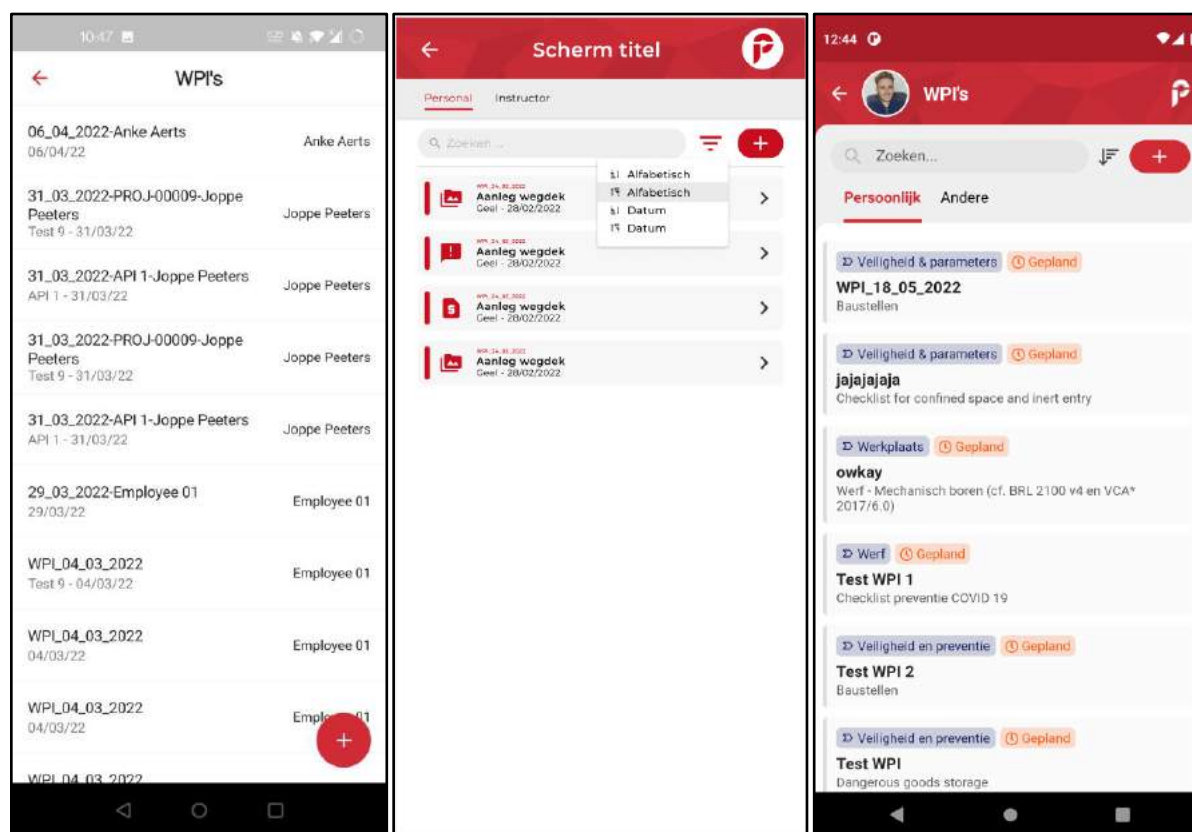 10:47
WPI's
06_04_2022-Anke Aerts
06/04/22
Anke Aerts
31_03_2022-PROJ-00009-Joppe
Peeters
Test 9 - 31/03/22
Joppe Peeters
31_03_2022-API 1-Joppe Peeters
API 1 - 31/03/22
Joppe Peeters
31_03_2022-PROJ-00009-Joppe
Peeters
Test 9 - 31/03/22
Joppe Peeters
31_03_2022-API 1-Joppe Peeters
API 1 - 31/03/22
Joppe Peeters
29_03_2022-Employee 01
29/03/22
Employee 01
WPI_04_03_2022
Test 9 - 04/03/22
Employee 01
WPI_04_03_2022
04/03/22
Employee 01
WPI_04_03_2022
04/03/22
WPI_04_03_2022
Scherm titel
Personal Instructor
Zoeken ...
Alfabetisch
Alfabetisch
Datum
Datum
Aanleg wegdek
Geel - 28/02/2022
Aanleg wegdek
Geel - 28/02/2022
Aanleg wegdek
Geel - 28/02/2022
Aanleg wegdek
Geel - 28/02/2022
12:44
WPI's
Zoeken...
Persoonlijk Andere
Veiligheid & parameters Gepland
WPI_18_05_2022
Baustellen
Veiligheid & parameters Gepland
jajajajaja
Checklist for confined space and inert entry
Werkplaats Gepland
owkay
Werf - Mechanisch boren (cf. BRL 2100 v4 en VCA*
2017/6.0)
Werf Gepland
Test WPI 1
Checklist preventie COVID 19
Veiligheid en preventie Gepland
Test WPI 2
Baustellen
Veiligheid en preventie Gepland
Test WPI
Dangerous goods storage